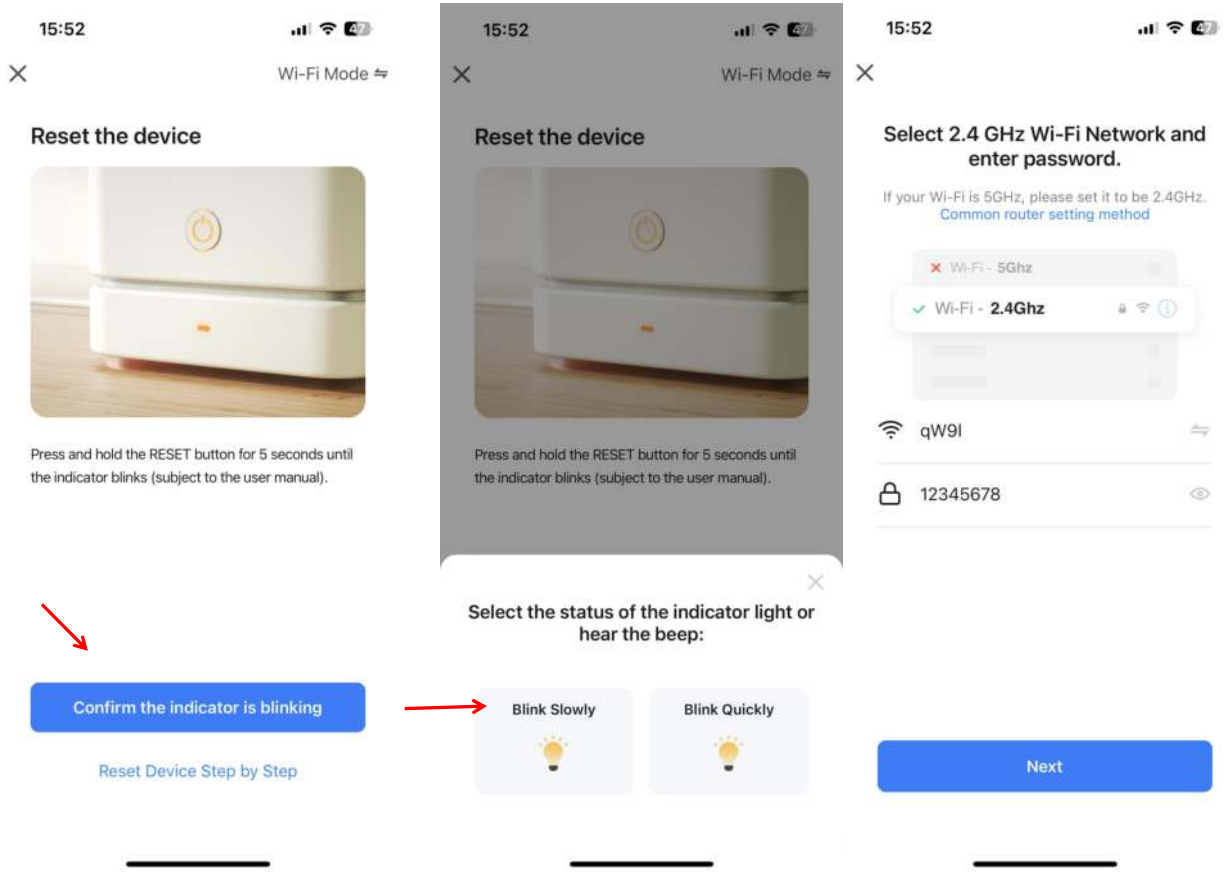 15:52
47
Wi-Fi Mode
Reset the device
Press and hold the RESET button for 5 seconds until
the indicator blinks (subject to the user manual).
Confirm the indicator is blinking
Reset Device Step by Step
15:52
47
Wi-Fi Mode
Reset the device
Press and hold the RESET button for 5 seconds until
the indicator blinks (subject to the user manual).
Select the status of the indicator light or
hear the beep:
Blink Slowly
Blink Quickly
15:52
47
Select 2.4 GHz Wi-Fi Network and
enter password.
If your Wi-Fi is 5GHz, please set it to be 2.4GHz.
Common router setting method
Wi-Fi - 5Ghz
Wi-Fi - 2.4Ghz
qW9l
12345678
Next